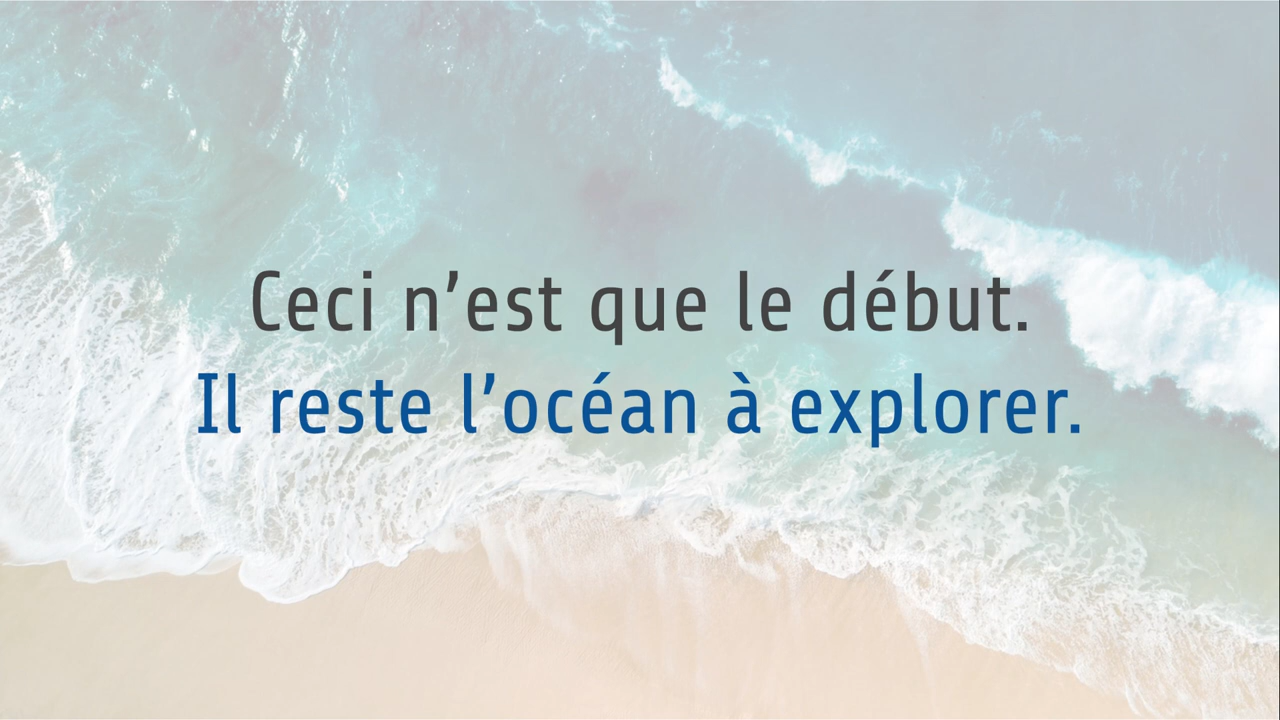 Ceci n’est que le début.
Il reste l’océan à explorer.